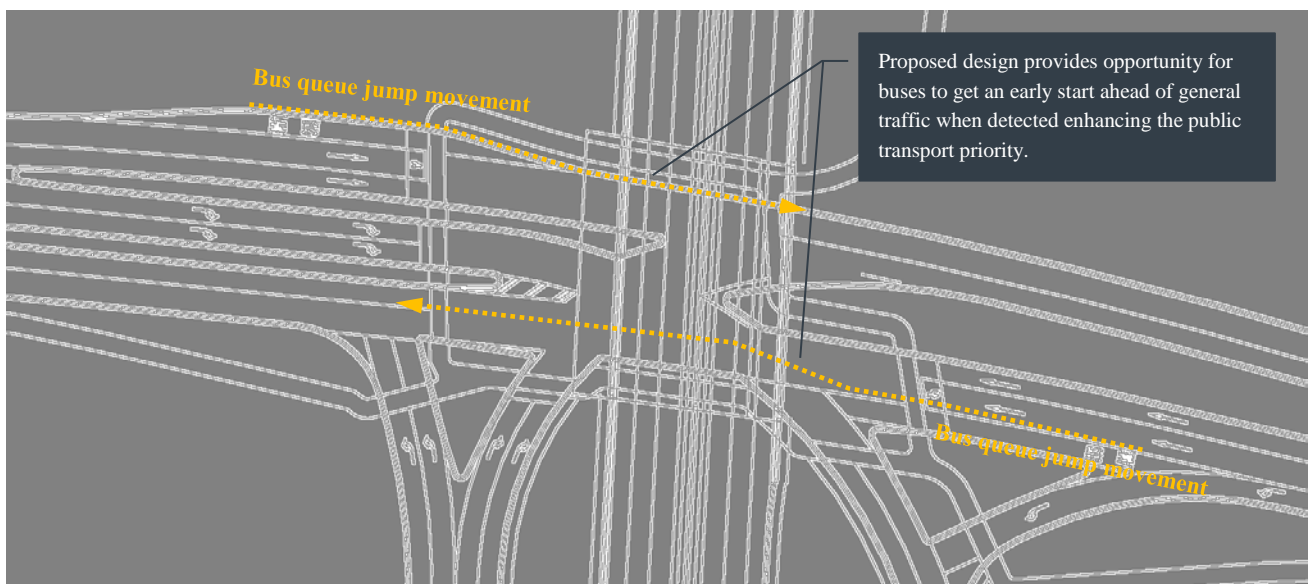 Bus queue jump movement
Proposed design provides opportunity for
buses to get an early start ahead of general
traffic when detected enhancing the public
transport priority.
Bus queue jump movement